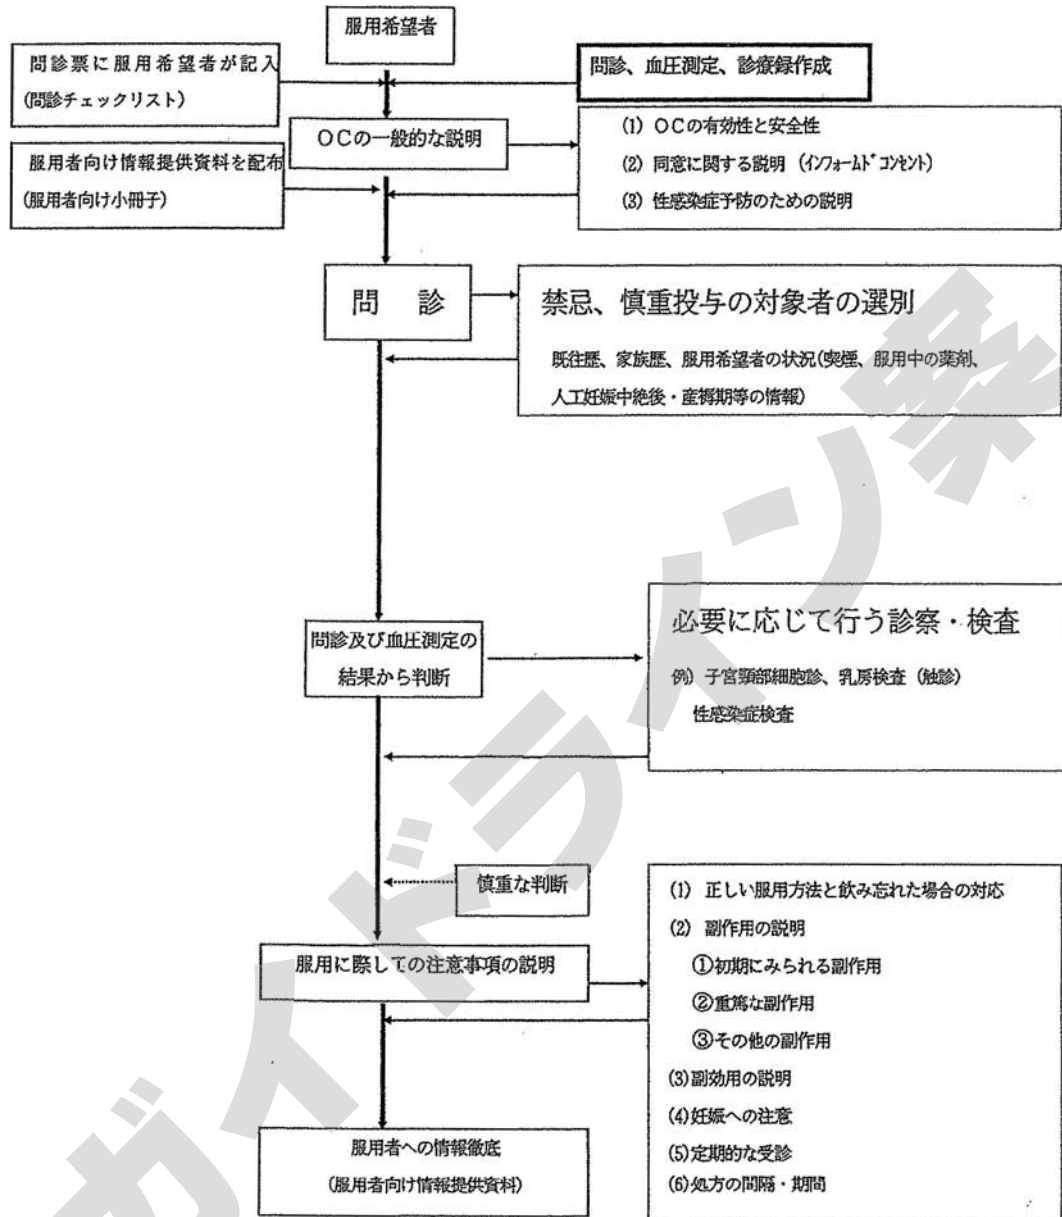 服用希望者
問診票に服用希望者が記入
(問診チェックリスト)
問診、血圧測定、診療録作成
OCの一般的な説明
(1) OCの有効性と安全性
(2) 同意に関する説明 (インフォームドコンセント)
(3) 性感染症予防のための説明
服用者向け情報提供資料を配布
(服用者向け小冊子)
問 診
禁忌、慎重投与の対象者の選別
既往歴、家族歴、服用希望者の状況(喫煙、服用中の薬剤、
人工妊娠中絶後・産褥期等の情報)
問診及び血圧測定の
結果から判断
必要に応じて行う診察・検査
例) 子宮頸部細胞診、乳房検査 (触診)
性感染症検査
慎重な判断
服用に際しての注意事項の説明
(1) 正しい服用方法と飲み忘れた場合の対応
(2) 副作用の説明
①初期にみられる副作用
②重篤な副作用
③その他の副作用
(3)副効用の説明
(4)妊娠への注意
(5)定期的な受診
(6)処方の間隔・期間
服用者への情報徹底
(服用者向け情報提供資料)
ガイドライン案